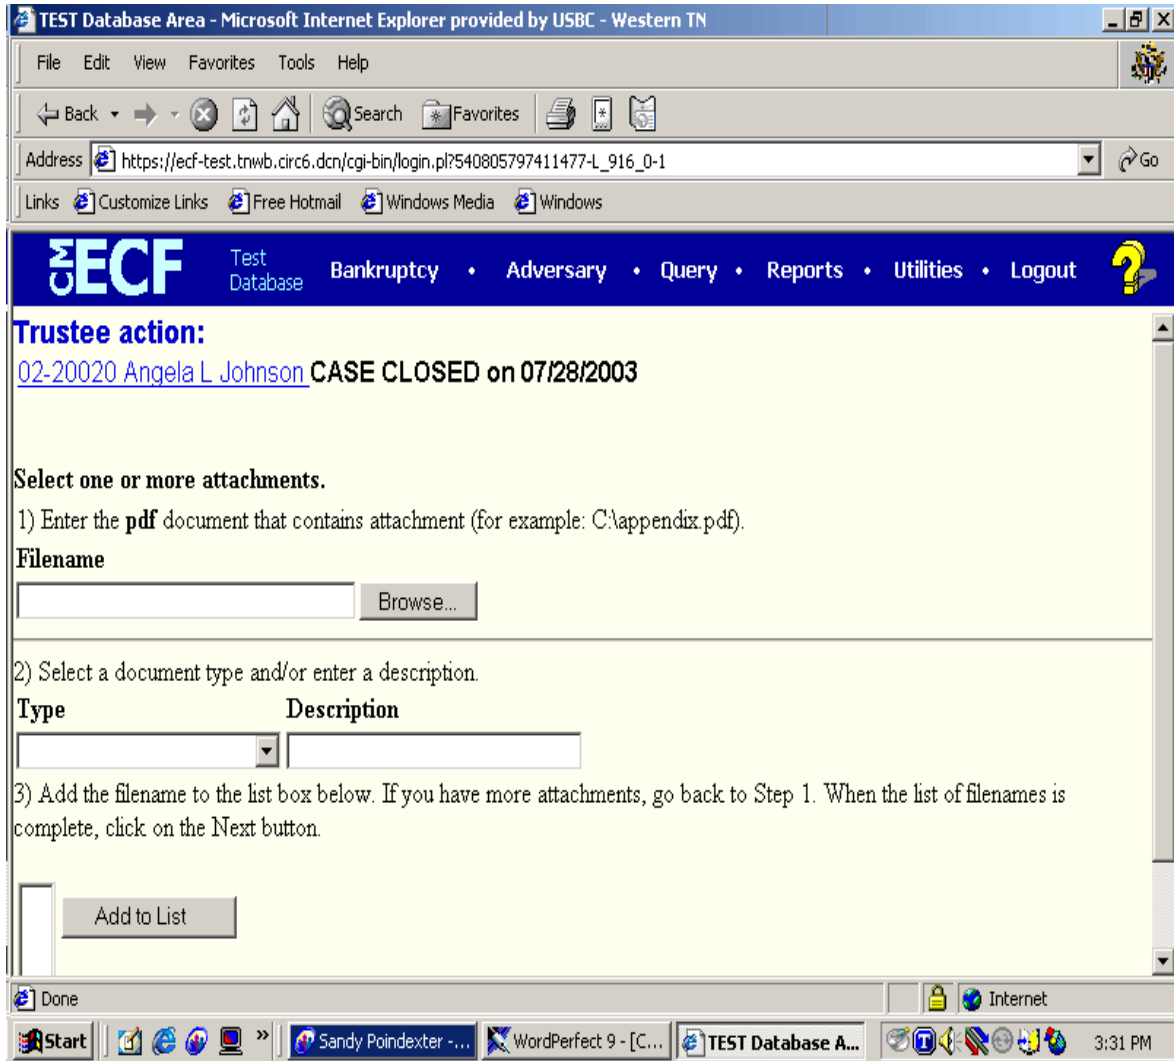 TEST Database Area - Microsoft Internet Explorer provided by USBC - Western TN
File Edit View Favorites Tools Help
Back Search Favorites
Address https://ecf-test.tnwb.circ6.dcn/cgi-bin/login.pl?540805797411477-L_916_0-1 Go
Links Customize Links Free Hotmail Windows Media Windows
CM ECF Test Database Bankruptcy • Adversary • Query • Reports • Utilities • Logout ?
Trustee action:
02-20020 Angela L Johnson CASE CLOSED on 07/28/2003
Select one or more attachments.
1) Enter the pdf document that contains attachment (for example: C:\appendix.pdf).
Filename
Browse...
2) Select a document type and/or enter a description.
Type Description
3) Add the filename to the list box below. If you have more attachments, go back to Step 1. When the list of filenames is
complete, click on the Next button.
Add to List
Done Internet
Start » Sandy Poindexter -... WordPerfect 9 - [C... TEST Database A... 3:31 PM